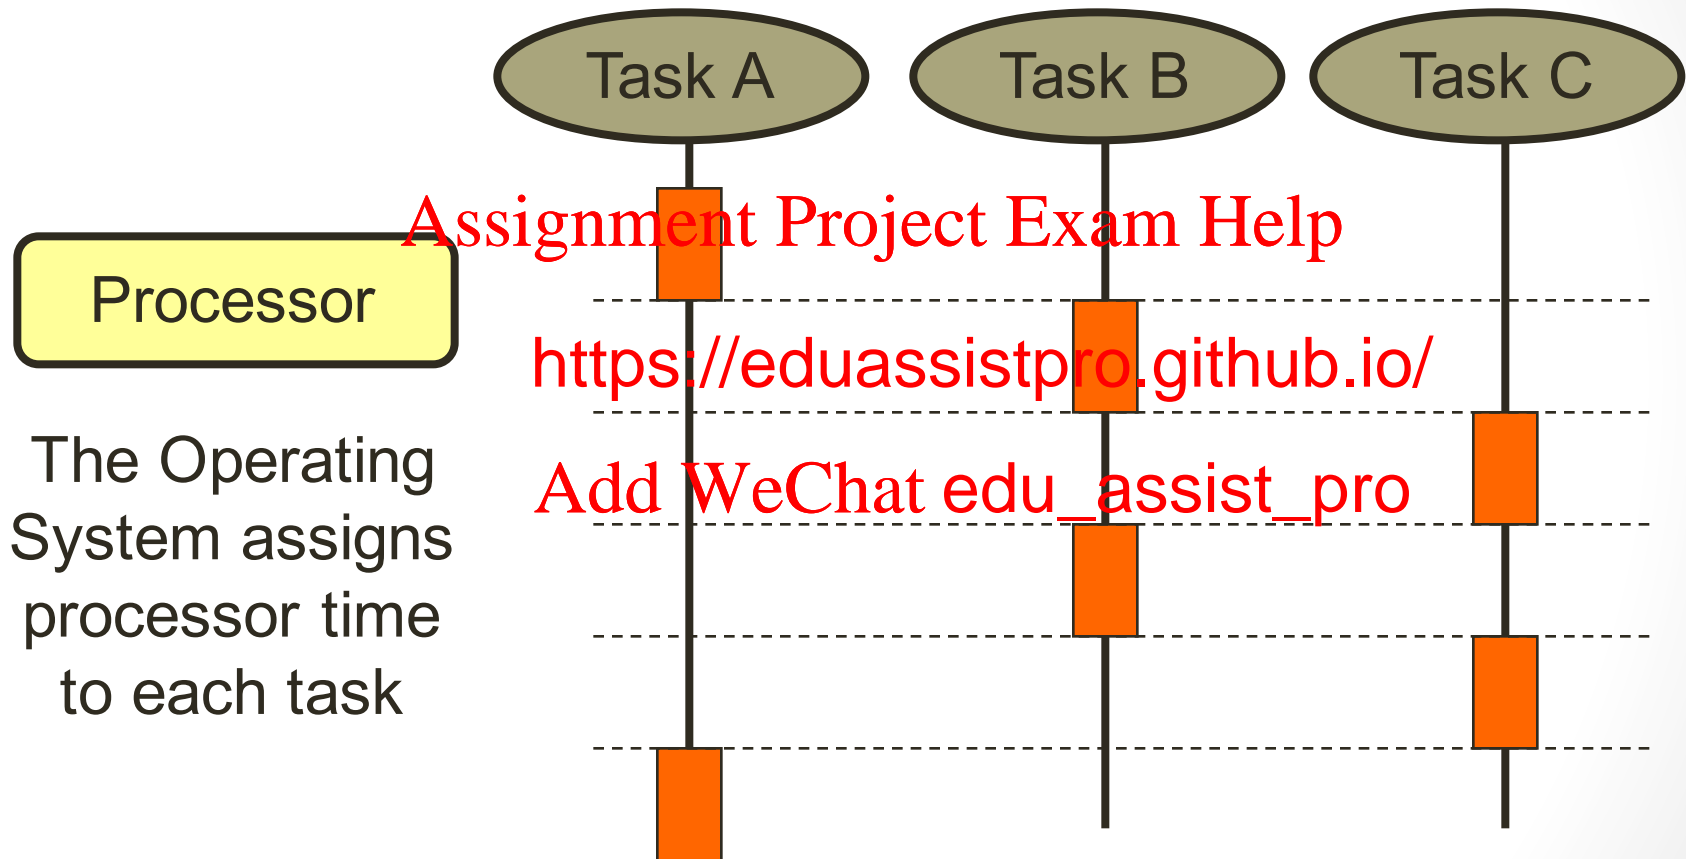 Task A
Task B
Task C
Assignment Project Exam Help
Processor
https://eduassistpro.github.io/
The Operating
System assigns
processor time
to each task
Add WeChat edu_assist_pro